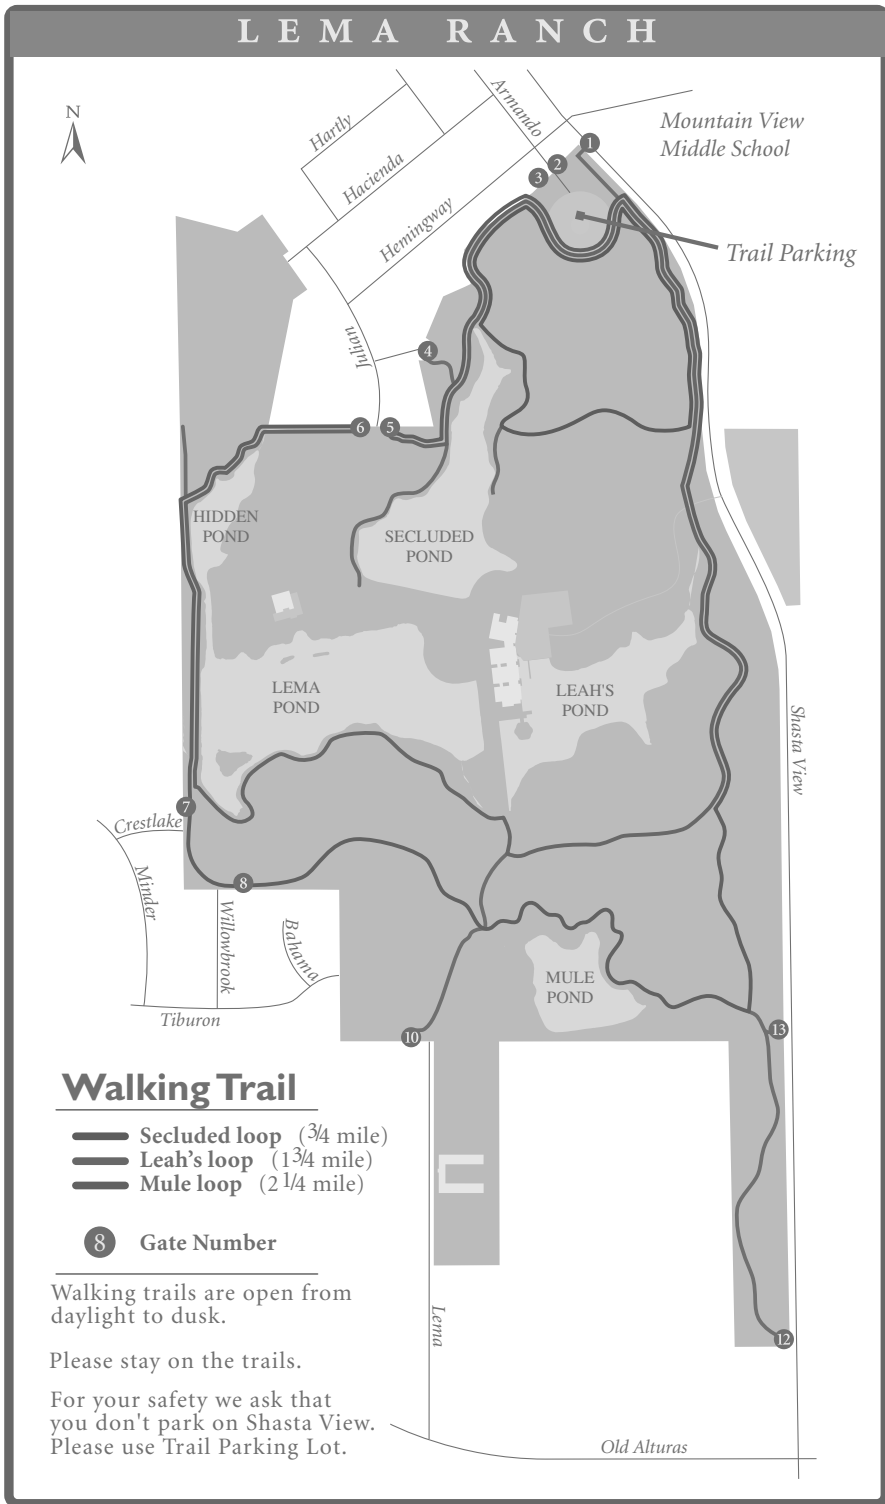 LEMA RANCH
N
Armando
Hartly
Mountain View
Middle School
1
2
3
Hacienda
Hemingway
Trail Parking
Julian
4
6
5
HIDDEN
POND
SECLUDED
POND
LEMA
POND
LEAH'S
POND
Shasta View
7
Crestlake
Minder
8
Willowbrook
Bahama
MULE
POND
Tiburon
10
13
Walking Trail
Secluded loop (3/4 mile)
Leah's loop (1 3/4 mile)
Mule loop (2 1/4 mile)
8 Gate Number
Walking trails are open from
daylight to dusk.
Please stay on the trails.
For your safety we ask that
you don't park on Shasta View.
Please use Trail Parking Lot.
Lema
12
Old Alturas